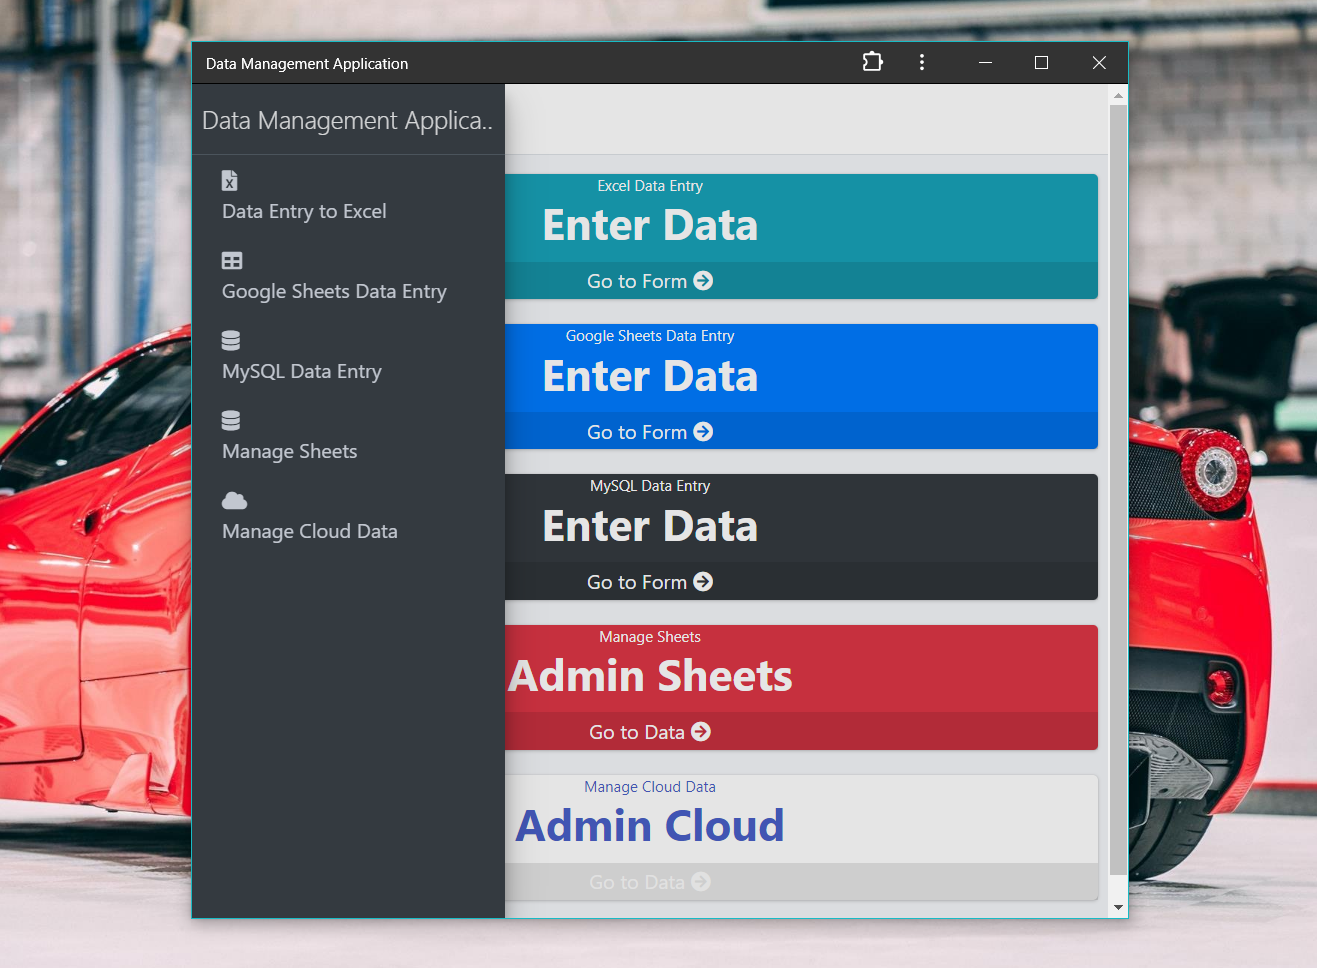 Data Management Application
Data Management Applica..
Data Entry to Excel
Google Sheets Data Entry
MySQL Data Entry
Manage Sheets
Manage Cloud Data
Excel Data Entry
Enter Data
Go to Form
Google Sheets Data Entry
Enter Data
Go to Form
MySQL Data Entry
Enter Data
Go to Form
Manage Sheets
Admin Sheets
Go to Data
Manage Cloud Data
Admin Cloud
Go to Data